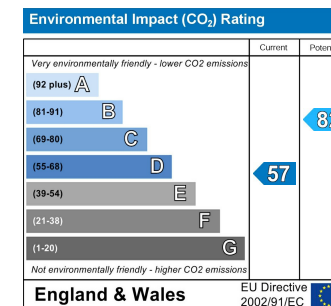 Environmental Impact (CO₂) Rating
Current
Very environmentally friendly - lower CO2 emissions
(92 plus) A
(81-91) B
(69-80) C
(55-68) D
57
(39-54) E
(21-38) F
(1-20) G
Not environmentally friendly - higher CO2 emissions
England & Wales
EU Directive
2002/91/EC